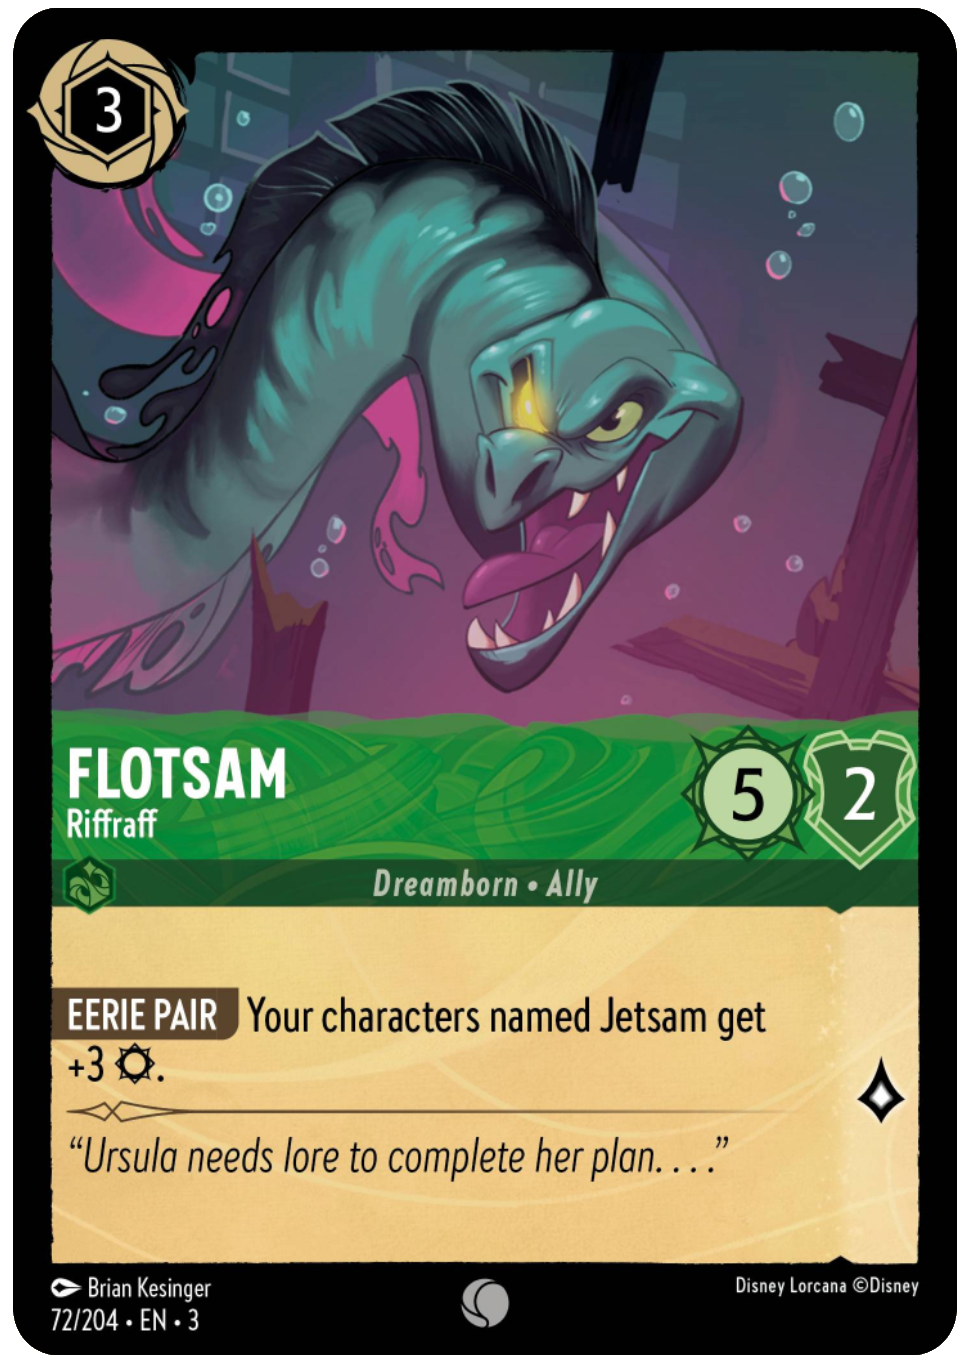 3
FLOTSAM
Riffraff
5
2
Dreamborn • Ally
EERIE PAIR Your characters named Jetsam get
+3 .
“Ursula needs lore to complete her plan. . . .”
Brian Kesinger
Disney Lorcana ©Disney
72/204 • EN • 3